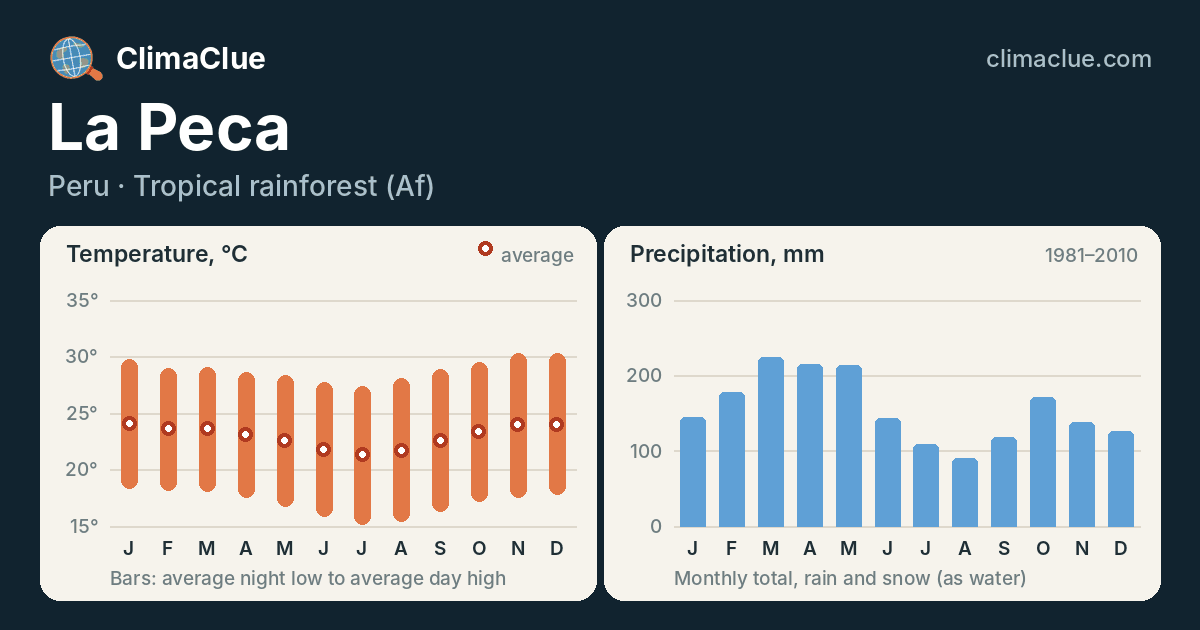 ClimaClue
climaclue.com
La Peca
Peru · Tropical rainforest (Af)
Temperature, °C
average
35°
30°
25°
20°
15°
J F M A M J J A S O N D
Bars: average night low to average day high
Precipitation, mm
1981–2010
300
200
100
0
J F M A M J J A S O N D
Monthly total, rain and snow (as water)